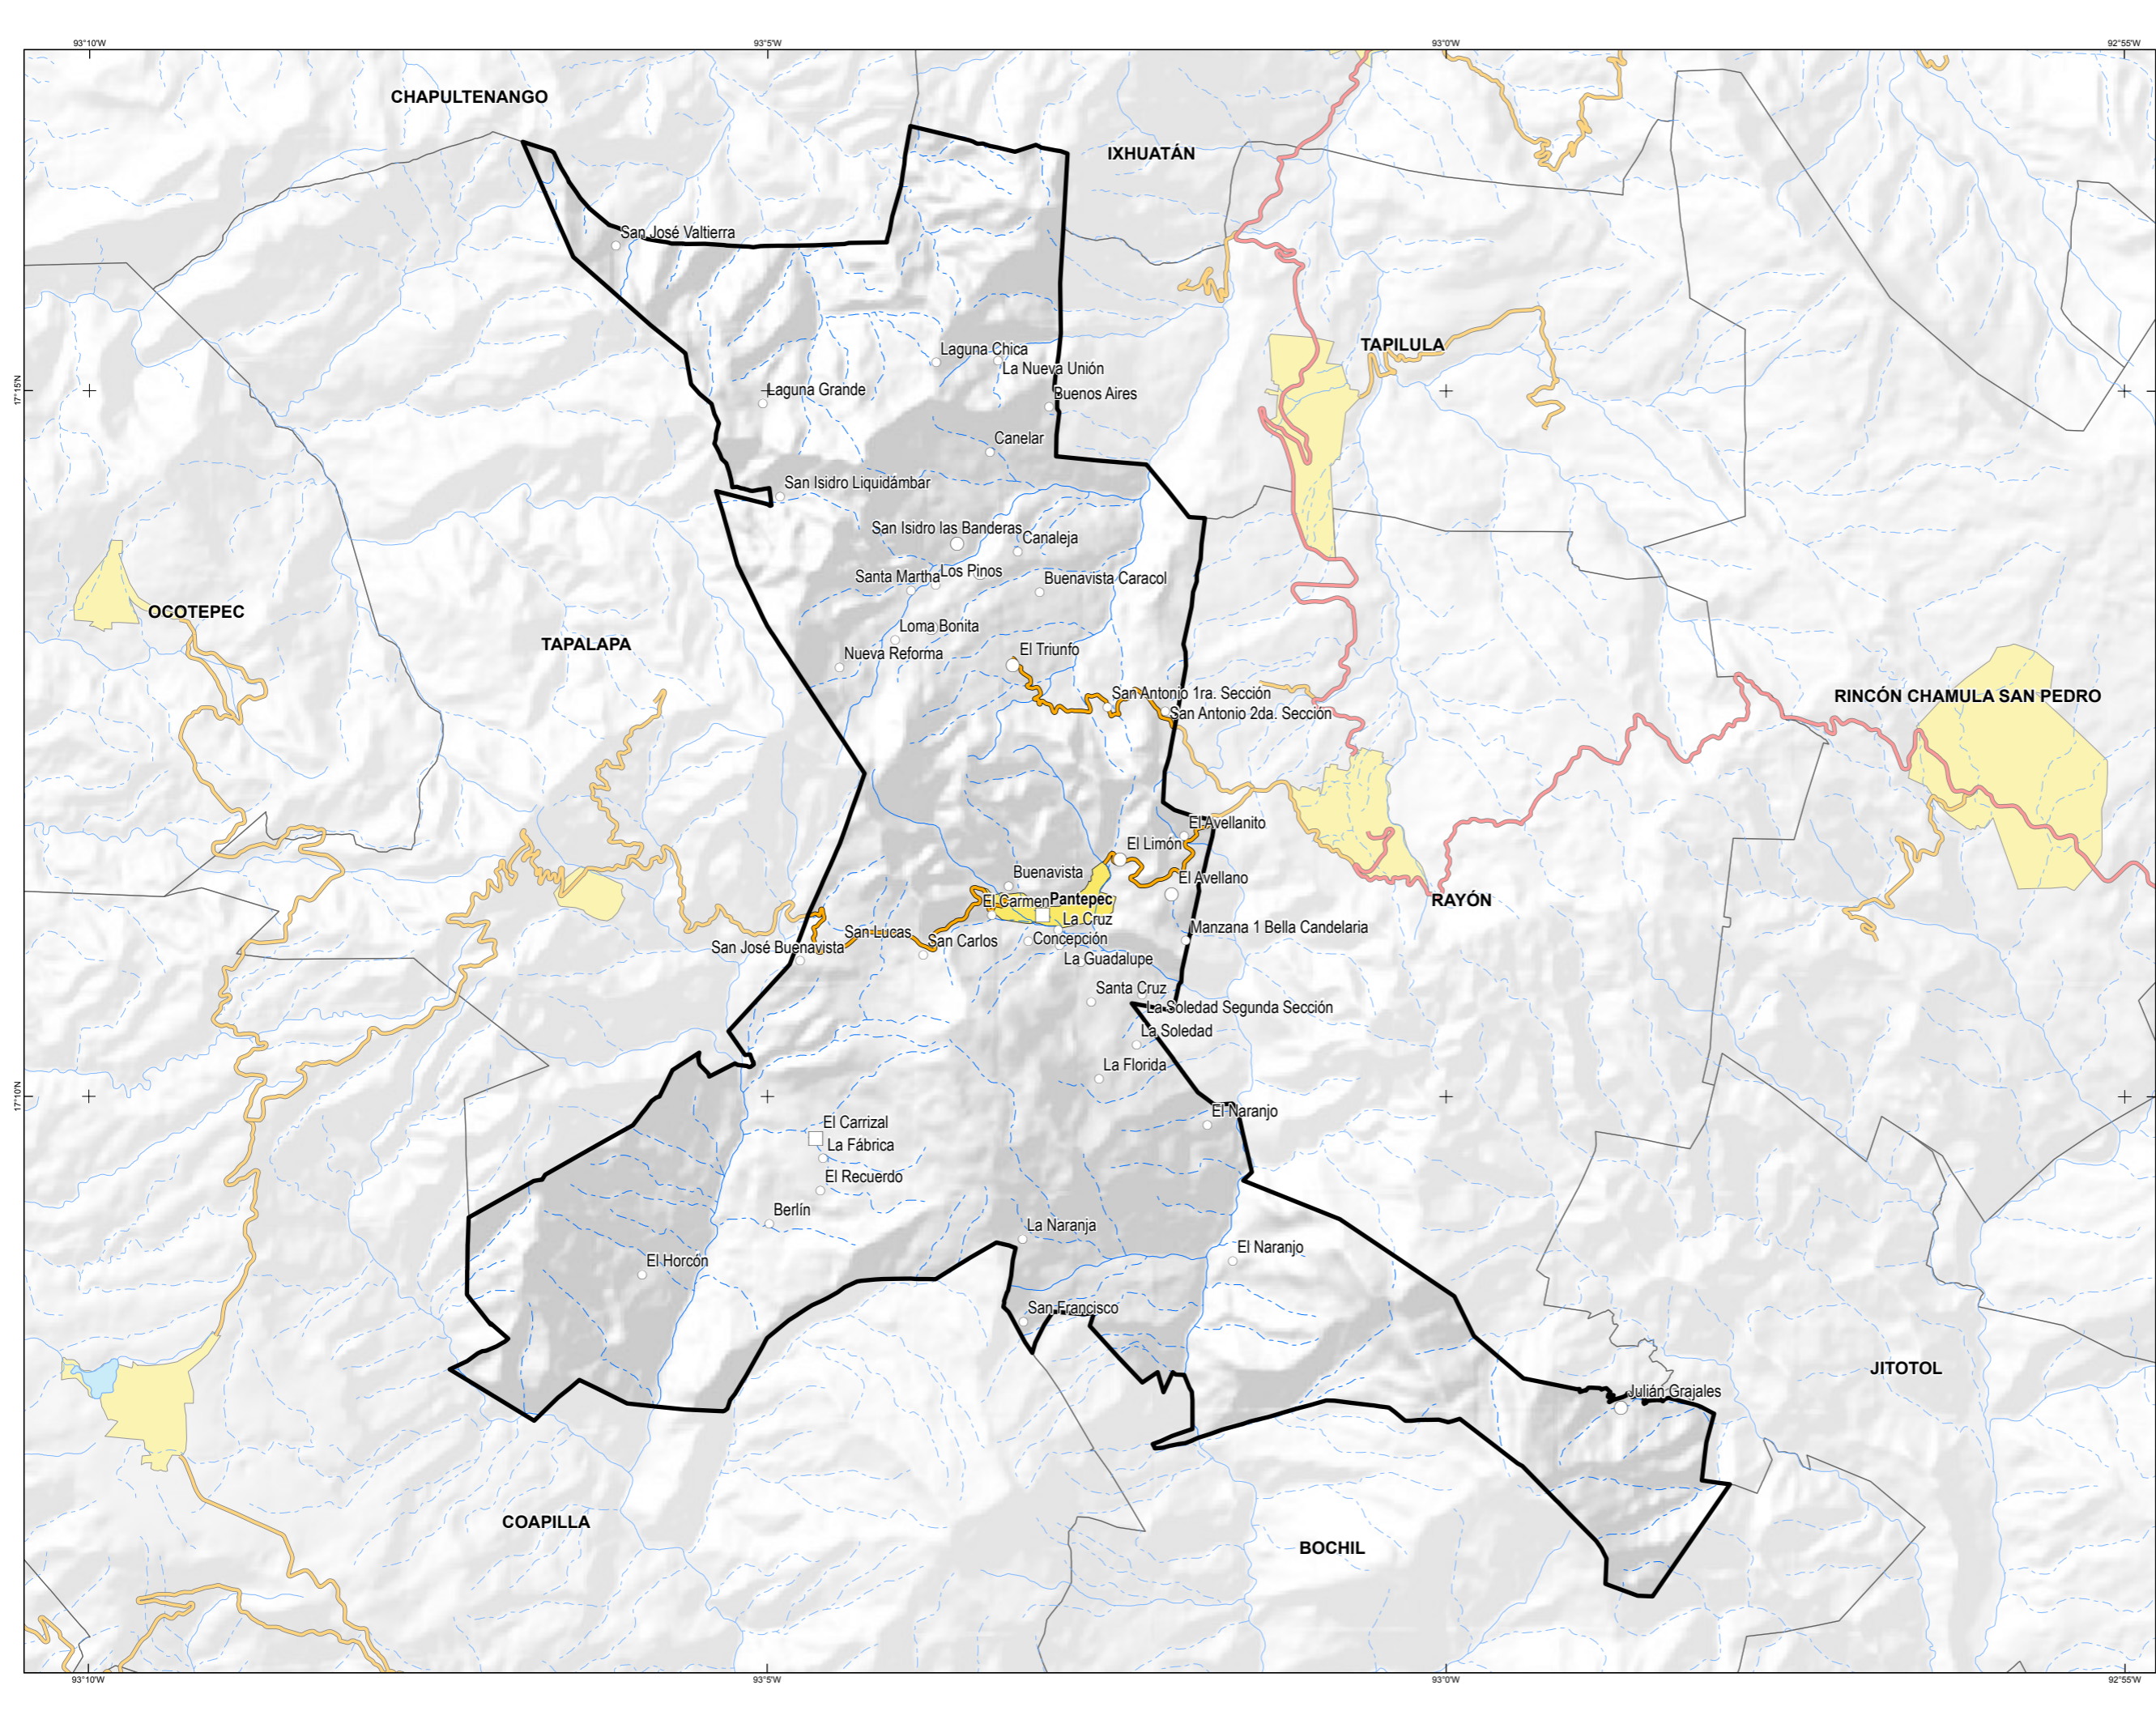 93°10'W
93°5'W
93°0'W
92°55'W
CHAPULTENANGO
IXHUATÁN
San José Valtierra
TAPILULA
Laguna Chica
La Nueva Unión
17°15'N
Laguna Grande
Buenos Aires
Canelar
San Isidro Liquidámbar
San Isidro las Banderas
Canaleja
Los Pinos
Santa Martha
Buenavista Caracol
OCOTEPEC
Loma Bonita
TAPALAPA
Nueva Reforma
El Triunfo
San Antonio 1ra. Sección
RINCÓN CHAMULA SAN PEDRO
San Antonio 2da. Sección
El Avellanito
El Limón
Buenavista
El Avellano
El Carmen
Pantepec
RAYÓN
La Cruz
Manzana 1 Bella Candelaria
San Lucas
San Carlos
Concepción
San José Buenavista
La Guadalupe
Santa Cruz
La Soledad Segunda Sección
La Soledad
La Florida
17°10'N
El Naranjo
El Carrizal
La Fábrica
El Recuerdo
Berlín
La Naranja
El Naranjo
El Horcón
San Francisco
JITOTOL
Julián Grajales
COAPILLA
BOCHIL
93°10'W
93°5'W
93°0'W
92°55'W